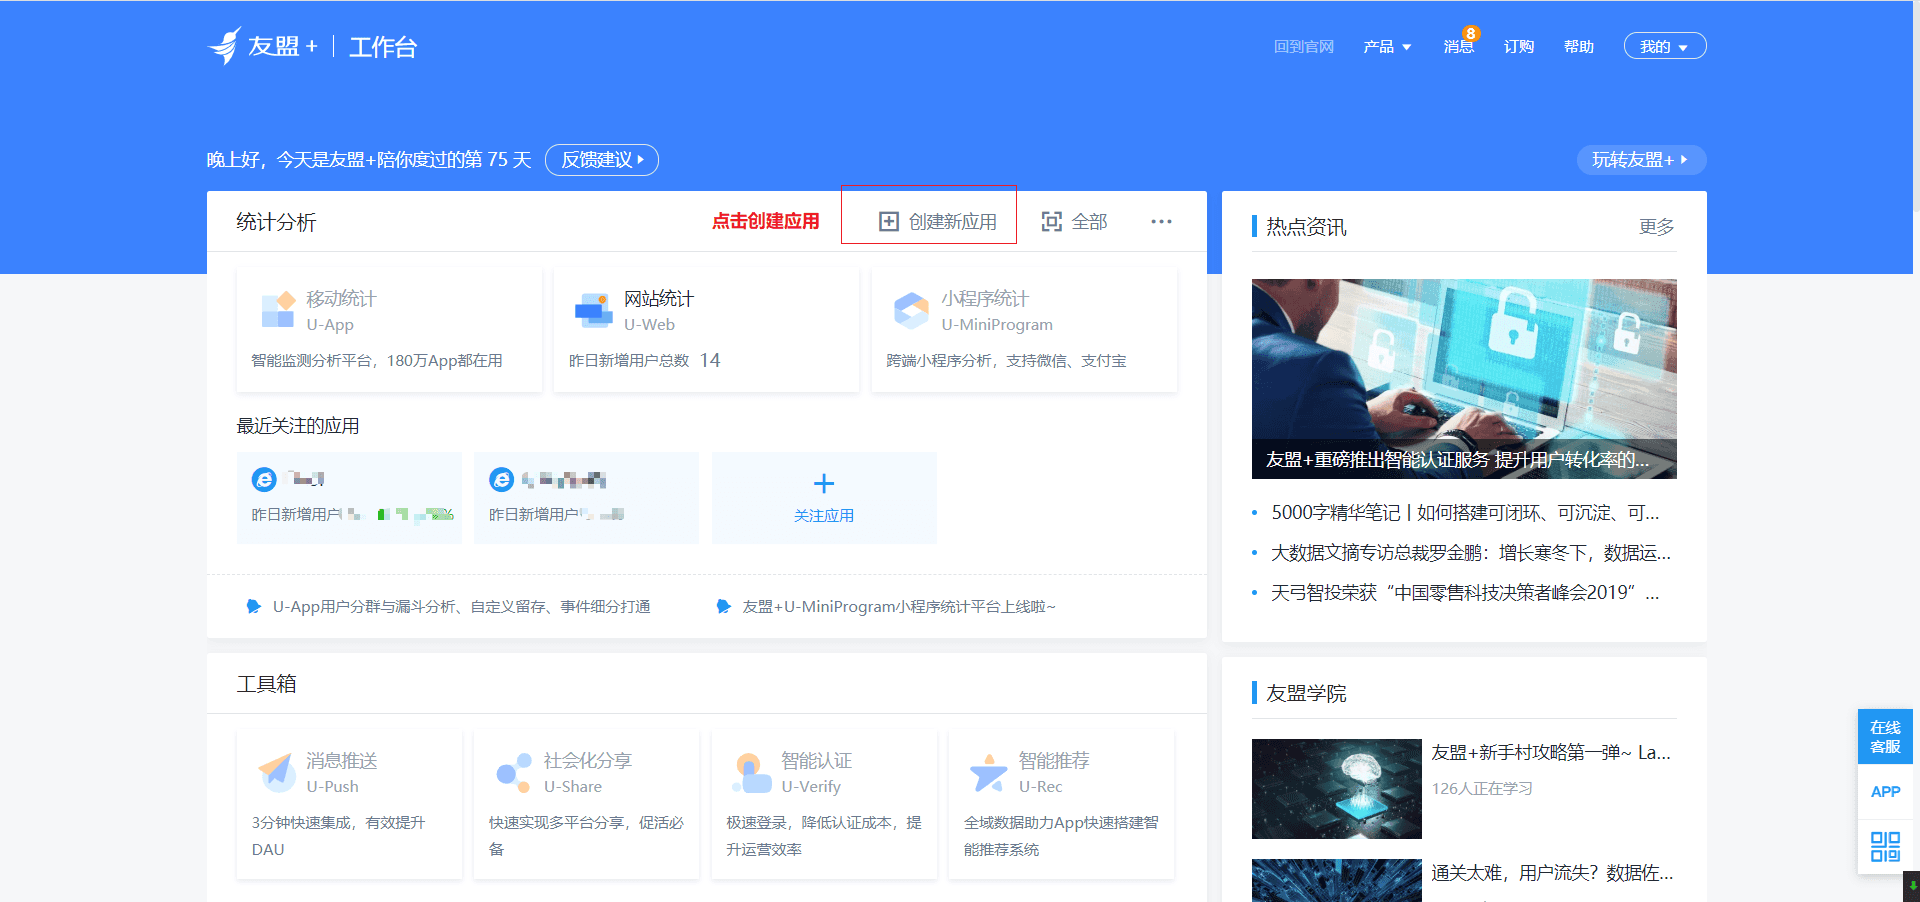 友盟+ 工作台
回到官网 产品 消息 8 订购 帮助 我的
晚上好，今天是友盟+陪你度过的第 75 天 反馈建议 玩转友盟+
统计分析 点击创建应用 创建新应用 全部 ···
移动统计
U-App
智能监测分析平台，180万App都在用
网站统计
U-Web
昨日新增用户总数 14
小程序统计
U-MiniProgram
跨端小程序分析，支持微信、支付宝
最近关注的应用
昨日新增用户
昨日新增用户
+
关注应用
U-App用户分群与漏斗分析、自定义留存、事件细分打通
友盟+U-MiniProgram小程序统计平台上线啦~
工具箱
消息推送
U-Push
3分钟快速集成，有效提升
DAU
社会化分享
U-Share
快速实现多平台分享，促活必
备
智能认证
U-Verify
极速登录，降低认证成本，提
升运营效率
智能推荐
U-Rec
全域数据助力App快速搭建智
能推荐系统
热点资讯 更多
友盟+重磅推出智能认证服务 提升用户转化率的...
5000字精华笔记丨如何搭建可闭环、可沉淀、可...
大数据文摘专访总裁罗金鹏：增长寒冬下，数据运...
天弓智投荣获“中国零售科技决策者峰会2019”...
友盟学院
友盟+新手村攻略第一弹~ La...
126人正在学习
通关太难，用户流失？数据佐...
在线
客服
APP